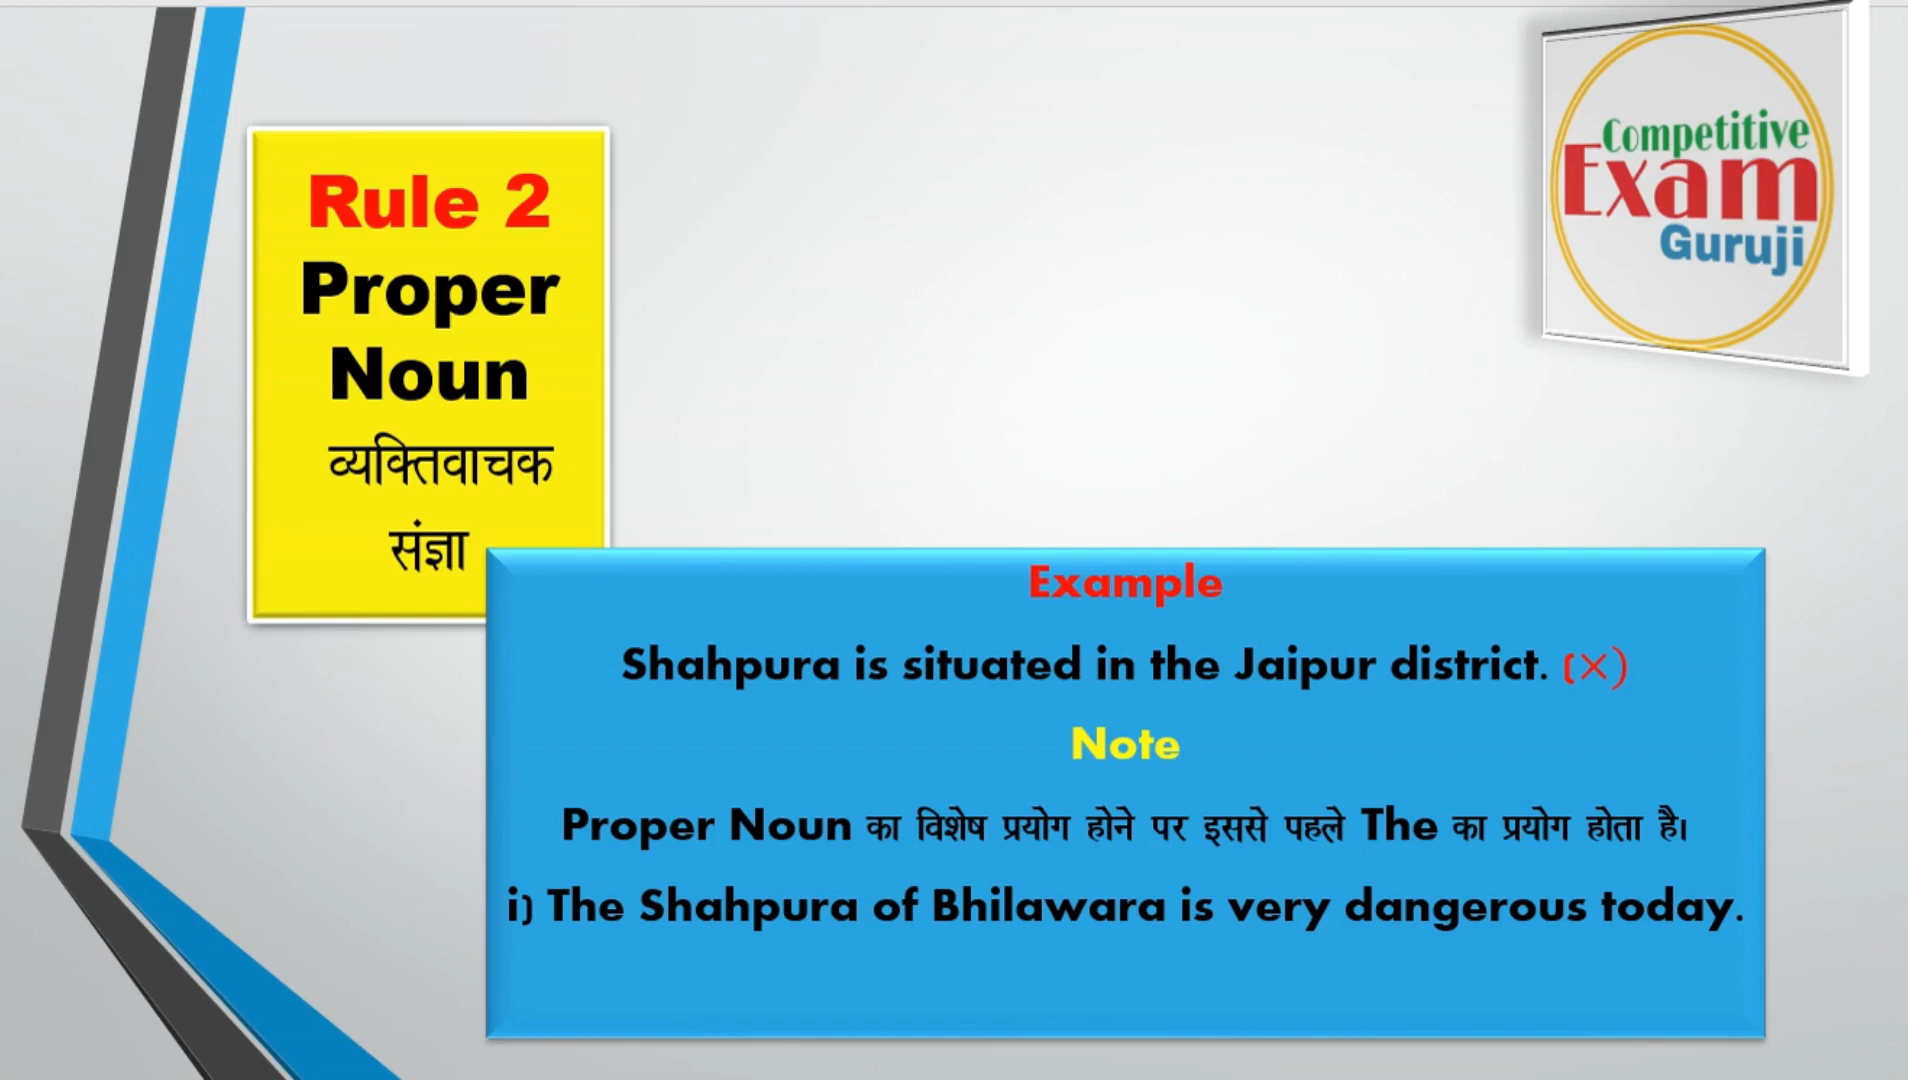 Competitive
Exam
Guruji
Rule 2
Proper
Noun
व्यक्तिवाचक
संज्ञा
Example
Shahpura is situated in the Jaipur district. (×)
Note
Proper Noun का विशेष प्रयोग होने पर इससे पहले The का प्रयोग होता है।
i) The Shahpura of Bhilawara is very dangerous today.